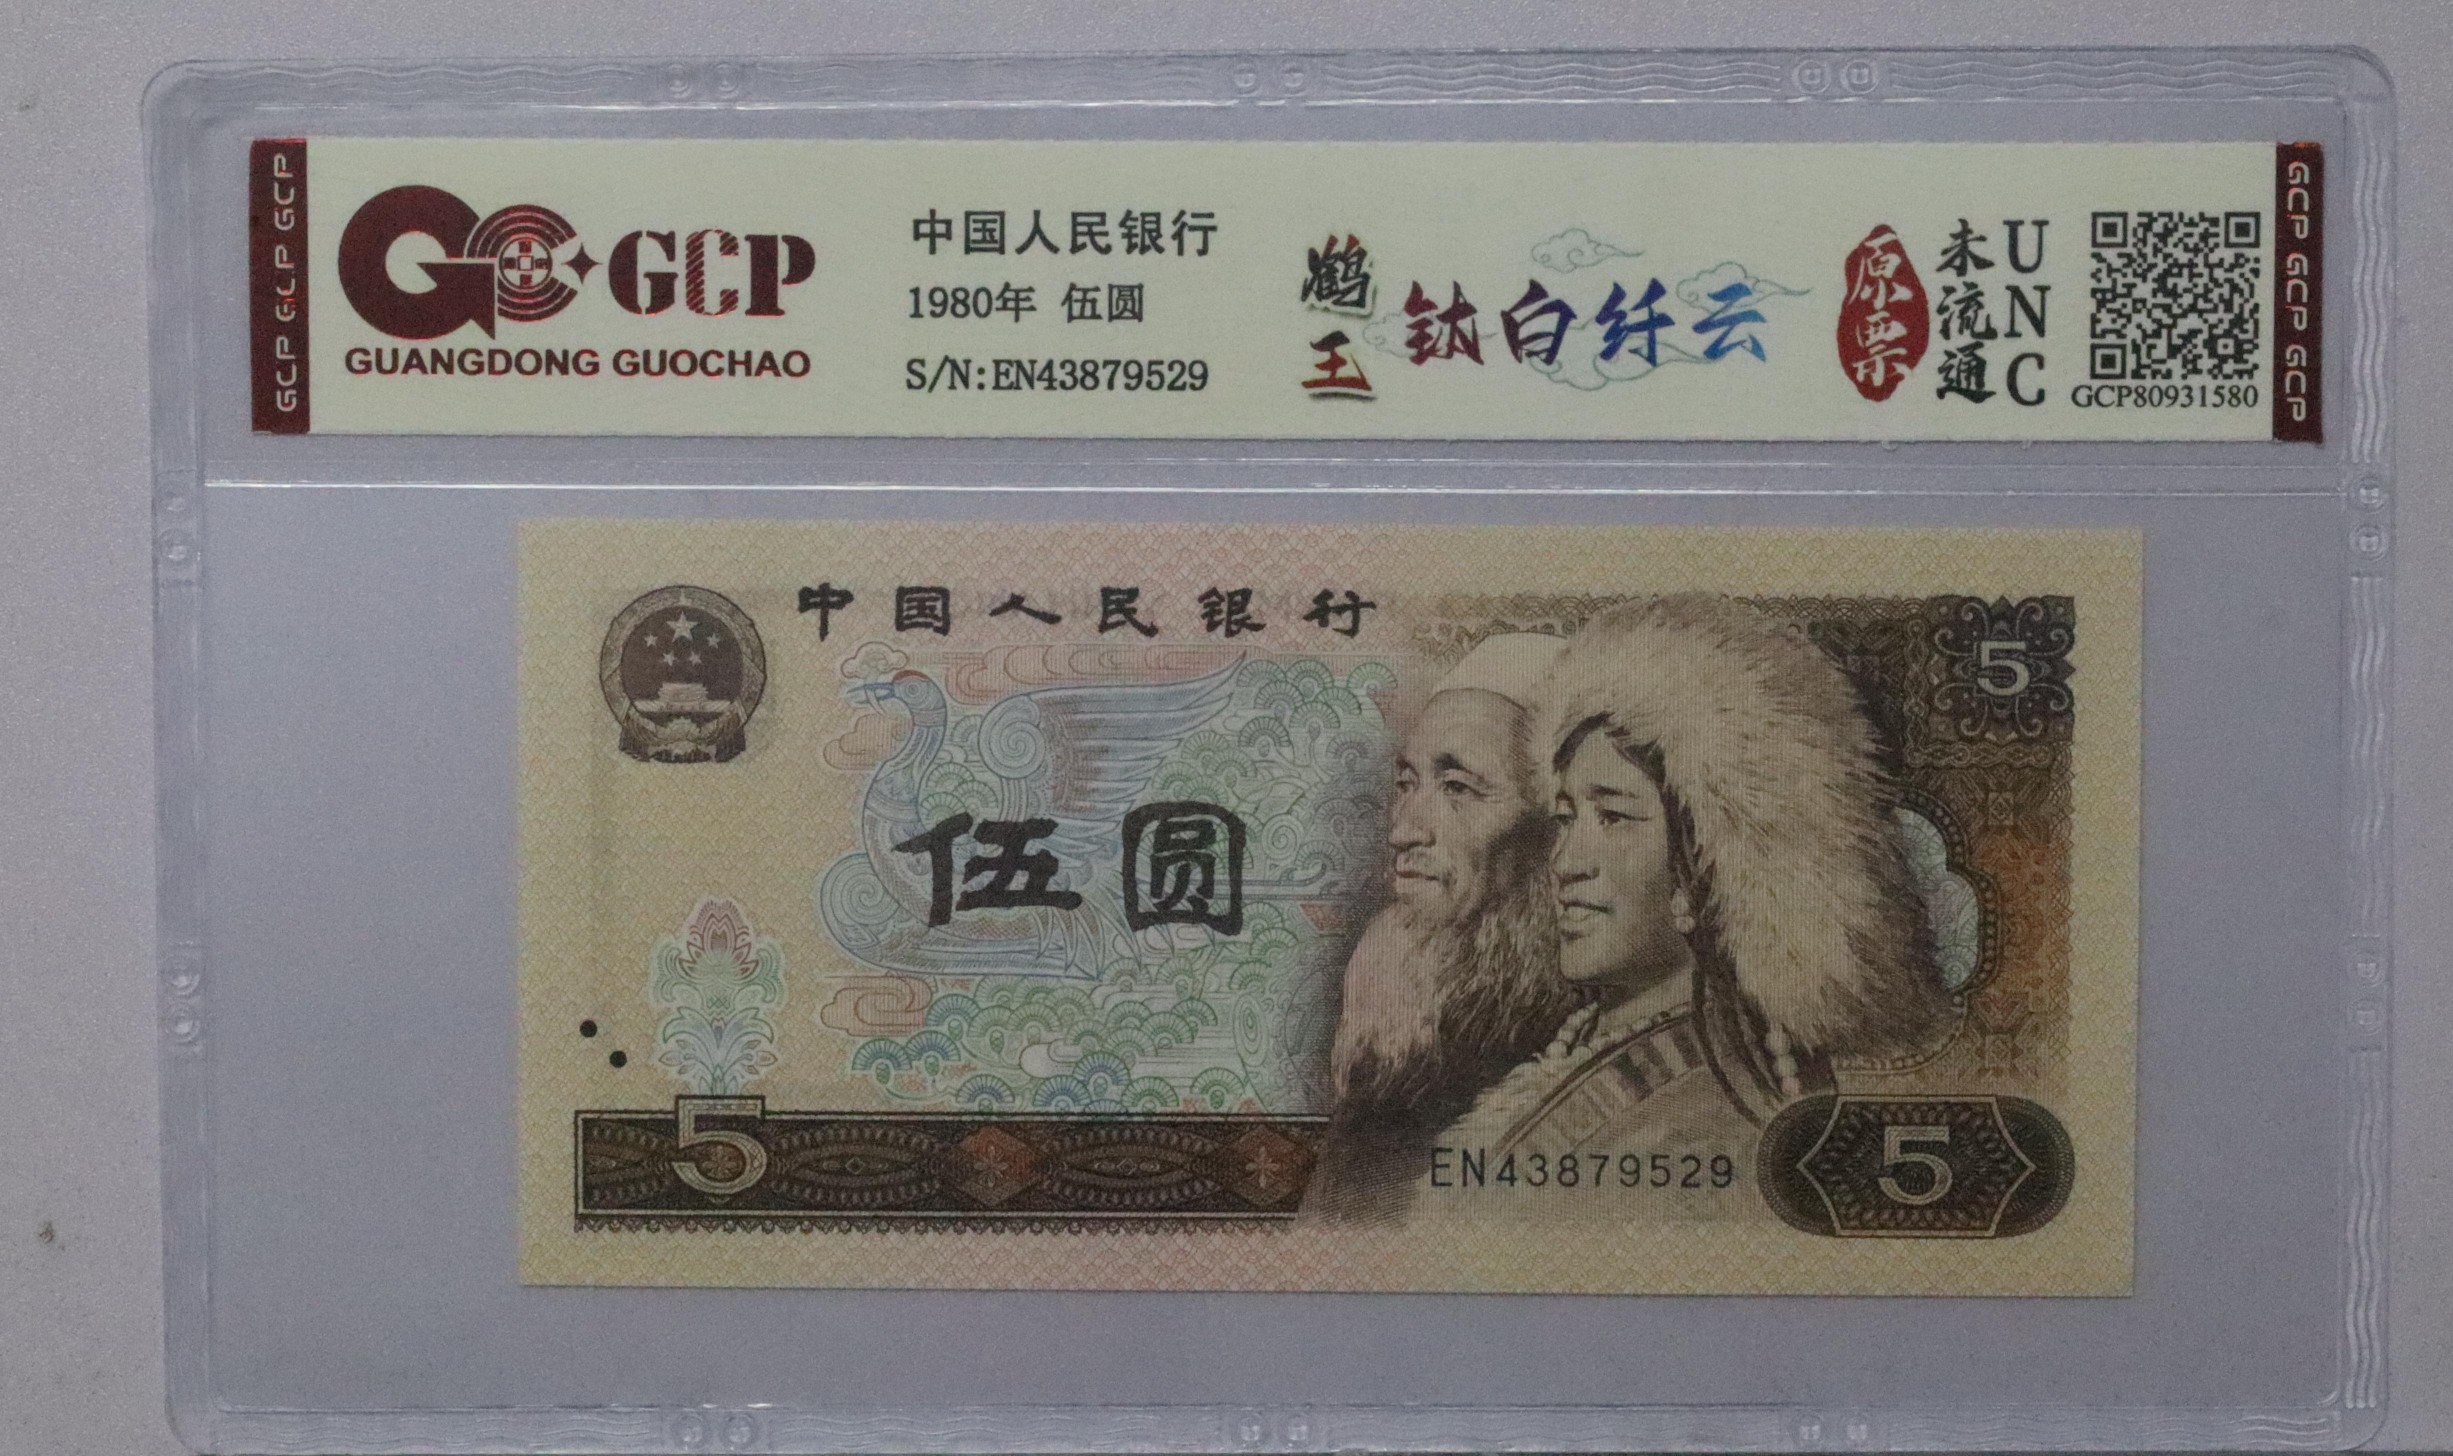 GCP GCP GCP
GCP
GUANGDONG GUOCHAO
中国人民银行
1980年 伍圆
S/N:EN43879529
鹤王
钛白纤云
原票
未流通
UNC
GCP80931580
GCP GCP GCP
中国人民银行
5
伍圆
5
EN43879529
5